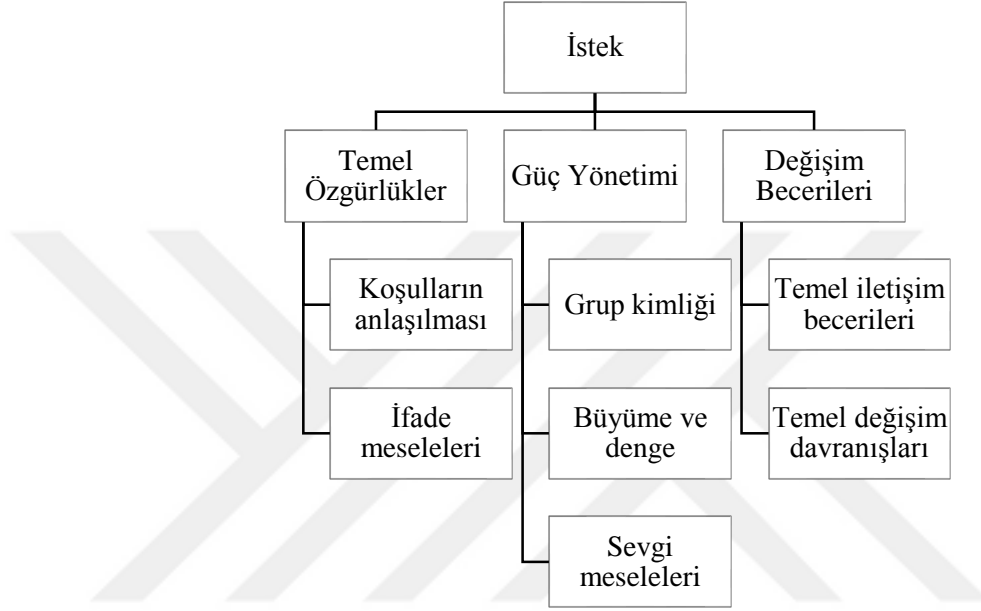 İstek
Temel
Özgürlükler
Güç Yönetimi
Değişim
Becerileri
Koşulların
anlaşılması
Grup kimliği
Temel iletişim
becerileri
İfade
meseleleri
Büyüme ve
denge
Temel değişim
davranışları
Sevgi
meseleleri